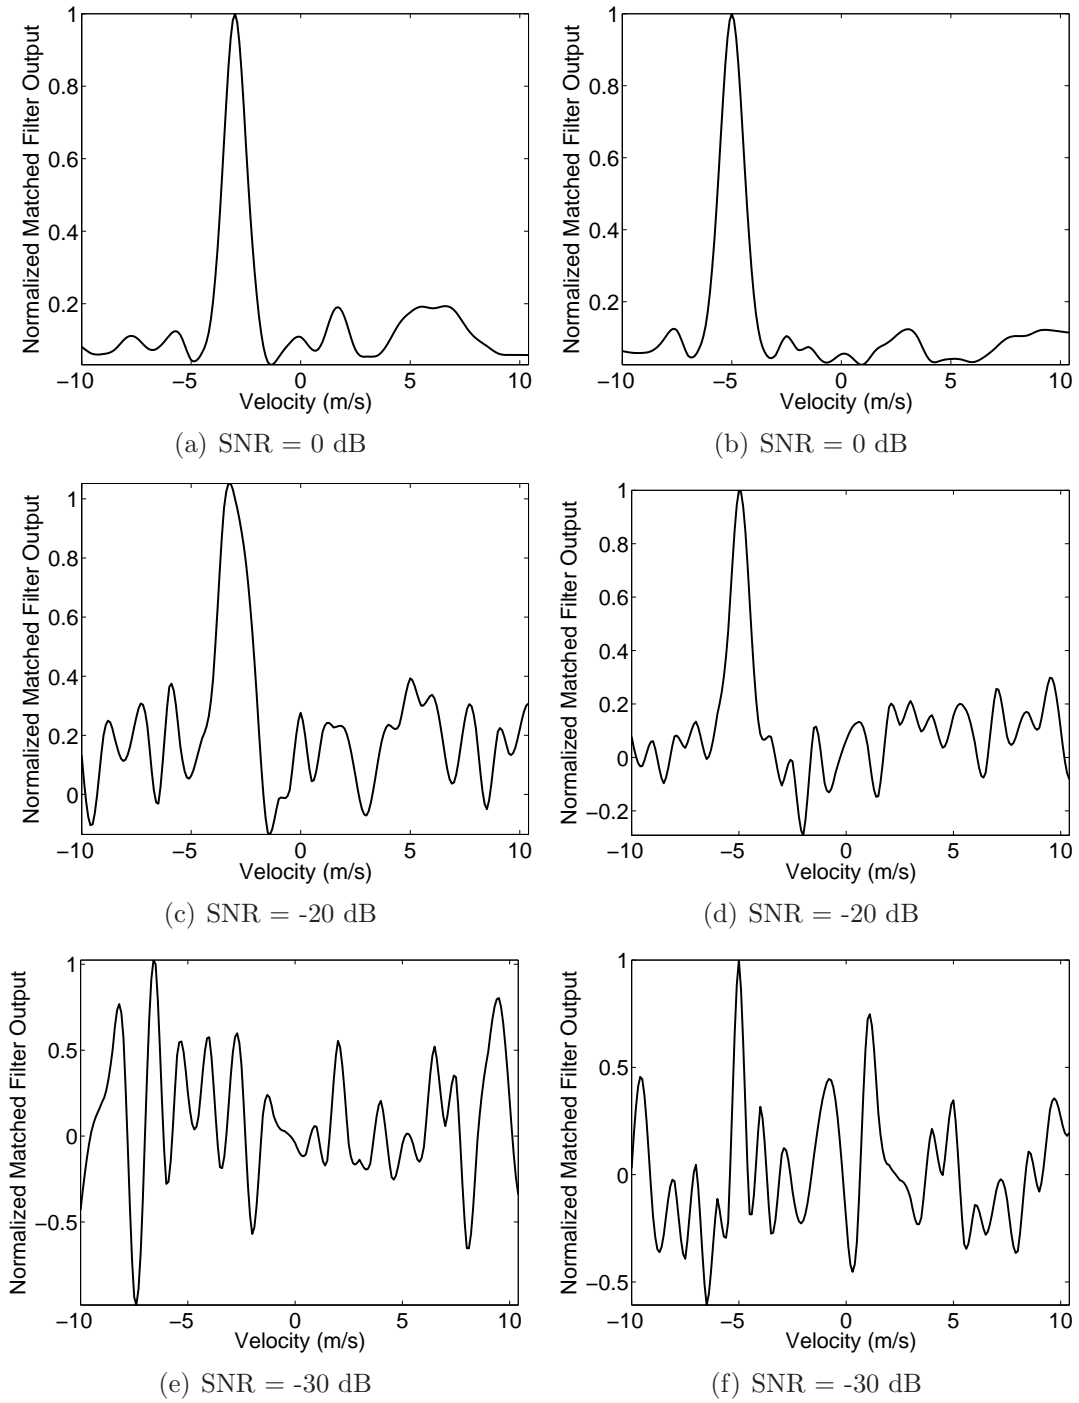 Normalized Matched Filter Output
1
0.8
0.6
0.4
0.2
−10 −5 0 5 10
Velocity (m/s)
(a) SNR = 0 dB
Normalized Matched Filter Output
1
0.8
0.6
0.4
0.2
−10 −5 0 5 10
Velocity (m/s)
(b) SNR = 0 dB
Normalized Matched Filter Output
1
0.8
0.6
0.4
0.2
0
−10 −5 0 5 10
Velocity (m/s)
(c) SNR = -20 dB
Normalized Matched Filter Output
1
0.8
0.6
0.4
0.2
0
−0.2
−10 −5 0 5 10
Velocity (m/s)
(d) SNR = -20 dB
Normalized Matched Filter Output
1
0.5
0
−0.5
−10 −5 0 5 10
Velocity (m/s)
(e) SNR = -30 dB
Normalized Matched Filter Output
1
0.5
0
−0.5
−10 −5 0 5 10
Velocity (m/s)
(f) SNR = -30 dB